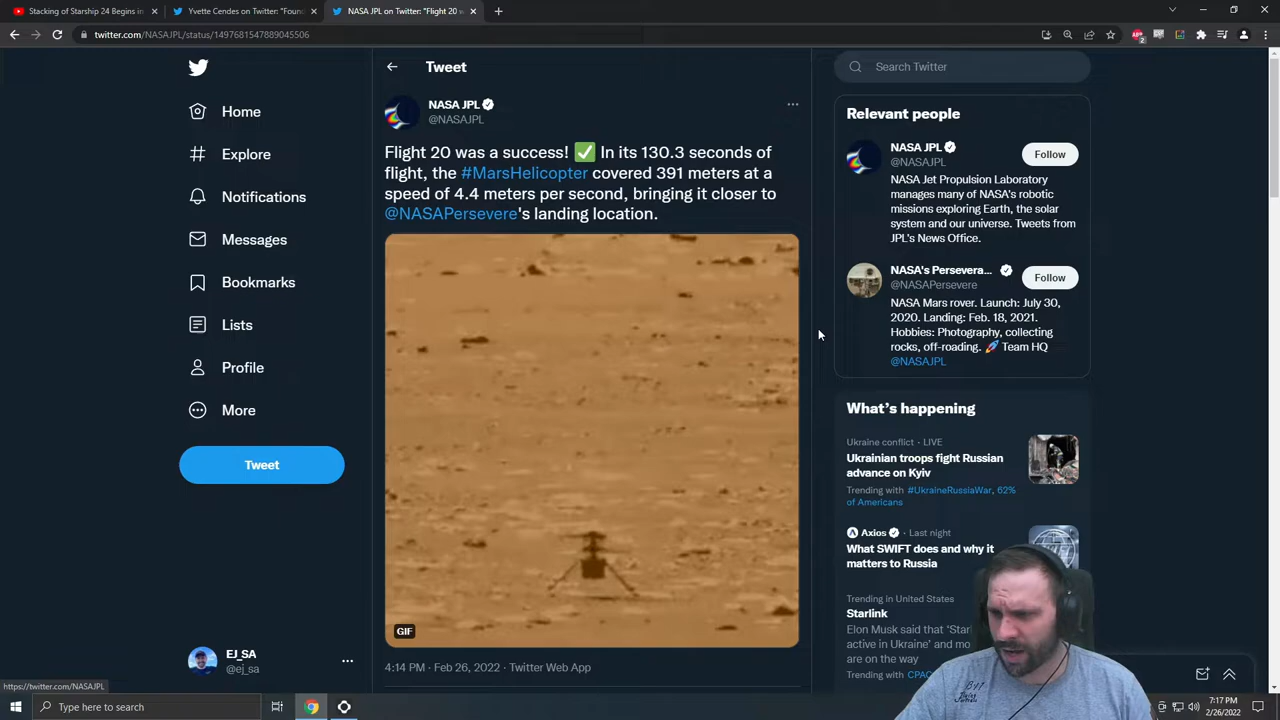 Stacking of Starship 24 Begins in
Yvette Cendes on Twitter: "Foun
NASA JPL on Twitter: "Flight 20 w
twitter.com/NASAJPL/status/1497681547889045506
2
Home
Explore
Notifications
Messages
Bookmarks
Lists
Profile
More
Tweet
EJ_SA
@ej_sa
Tweet
NASA JPL
@NASAJPL
Flight 20 was a success! ✅ In its 130.3 seconds of
flight, the #MarsHelicopter covered 391 meters at a
speed of 4.4 meters per second, bringing it closer to
@NASAPersevere's landing location.
GIF
4:14 PM · Feb 26, 2022 · Twitter Web App
Search Twitter
Relevant people
NASA JPL
@NASAJPL
Follow
NASA Jet Propulsion Laboratory
manages many of NASA's robotic
missions exploring Earth, the solar
system and our universe. Tweets from
JPL's News Office.
NASA's Persevera...
@NASAPersevere
Follow
NASA Mars rover. Launch: July 30,
2020. Landing: Feb. 18, 2021.
Hobbies: Photography, collecting
rocks, off-roading. 🚀 Team HQ
@NASAJPL
What's happening
Ukraine conflict · LIVE
Ukrainian troops fight Russian
advance on Kyiv
Trending with #UkraineRussiaWar, 62%
of Americans
Axios · Last night
What SWIFT does and why it
matters to Russia
Trending in United States
Starlink
Elon Musk said that 'Star
active in Ukraine' and mo
are on the way
Trending with CPAC
https://twitter.com/NASAJPL
Type here to search
7:17 PM
2/26/2022